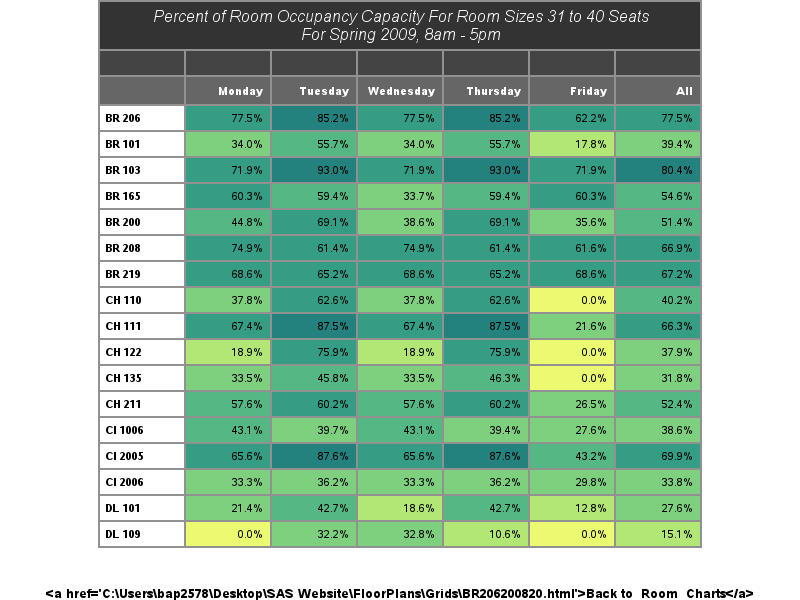 Percent of Room Occupancy Capacity For Room Sizes 31 to 40 Seats
For Spring 2009, 8am - 5pm
Monday Tuesday Wednesday Thursday Friday All
BR 206 77.5% 85.2% 77.5% 85.2% 62.2% 77.5%
BR 101 34.0% 55.7% 34.0% 55.7% 17.8% 39.4%
BR 103 71.9% 93.0% 71.9% 93.0% 71.9% 80.4%
BR 165 60.3% 59.4% 33.7% 59.4% 60.3% 54.6%
BR 200 44.8% 69.1% 38.6% 69.1% 35.6% 51.4%
BR 208 74.9% 61.4% 74.9% 61.4% 61.6% 66.9%
BR 219 68.6% 65.2% 68.6% 65.2% 68.6% 67.2%
CH 110 37.8% 62.6% 37.8% 62.6% 0.0% 40.2%
CH 111 67.4% 87.5% 67.4% 87.5% 21.6% 66.3%
CH 122 18.9% 75.9% 18.9% 75.9% 0.0% 37.9%
CH 135 33.5% 45.8% 33.5% 46.3% 0.0% 31.8%
CH 211 57.6% 60.2% 57.6% 60.2% 26.5% 52.4%
CI 1006 43.1% 39.7% 43.1% 39.4% 27.6% 38.6%
CI 2005 65.6% 87.6% 65.6% 87.6% 43.2% 69.9%
CI 2006 33.3% 36.2% 33.3% 36.2% 29.8% 33.8%
DL 101 21.4% 42.7% 18.6% 42.7% 12.8% 27.6%
DL 109 0.0% 32.2% 32.8% 10.6% 0.0% 15.1%
<a href='C:\Users\bap2578\Desktop\SAS Website\FloorPlans\Grids\BR206200820.html'>Back to Room Charts</a>